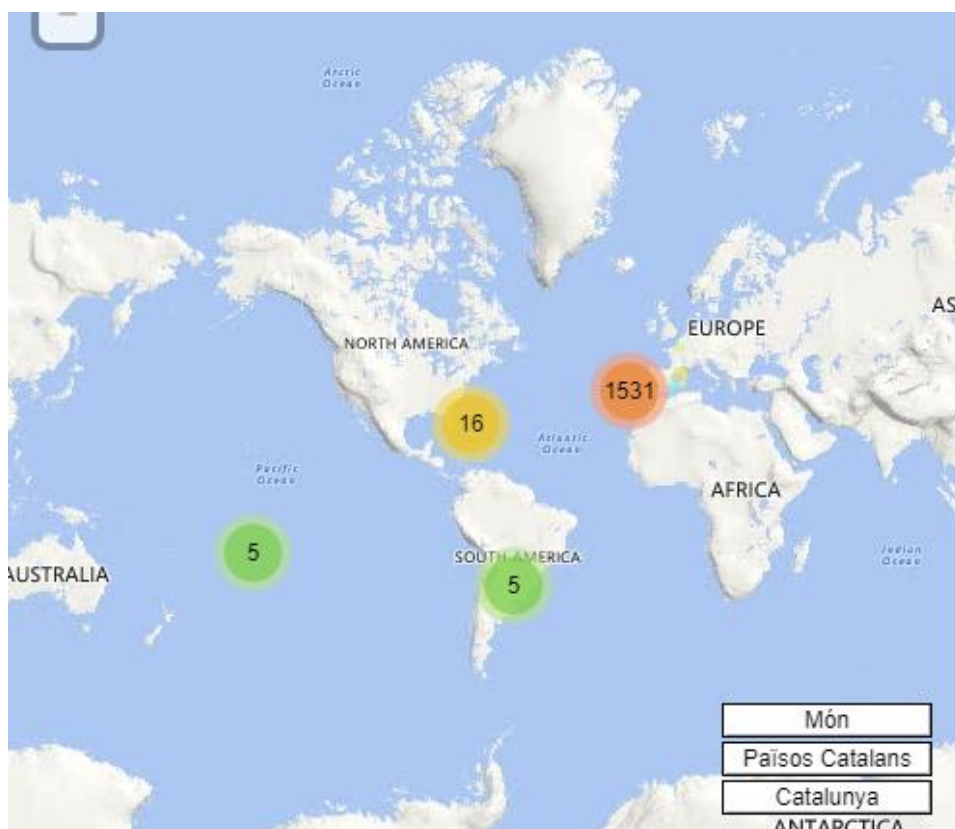 Arctic
Ocean
EUROPE
AS
NORTH AMERICA
1531
16
Atlantic
Ocean
Pacific
Ocean
AFRICA
5
SOUTH AMERICA
Indian
Ocean
AUSTRALIA
5
Món
Països Catalans
Catalunya
ANTARCTICA